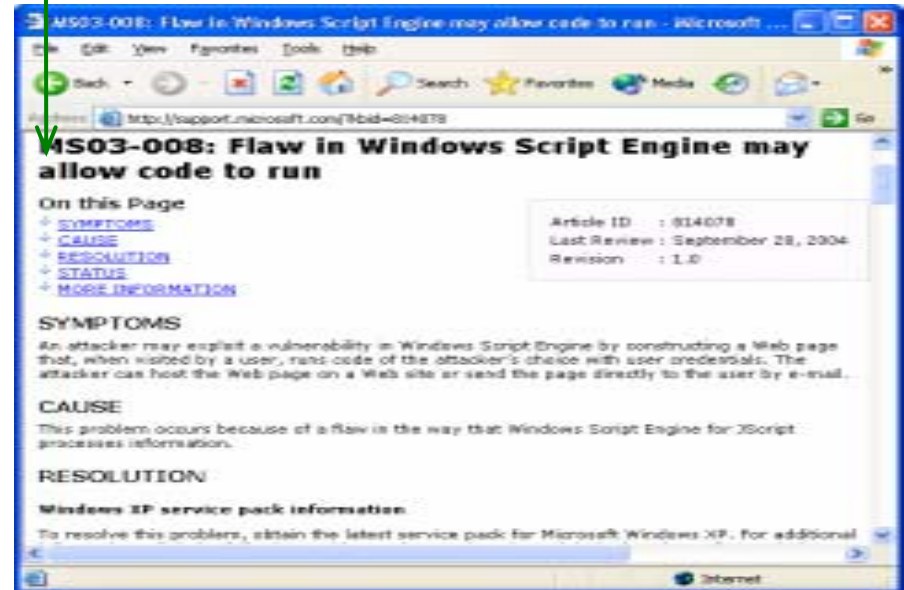 MS03-008: Flaw in Windows Script Engine may allow code to run - Microsoft ...
File Edit View Favorites Tools Help
Back Search Favorites Media
Address http://support.microsoft.com/?kbid=814078 Go
MS03-008: Flaw in Windows Script Engine may
allow code to run
On this Page
SYMPTOMS
CAUSE
RESOLUTION
STATUS
MORE INFORMATION
Article ID : 814078
Last Review : September 28, 2004
Revision : 1.0
SYMPTOMS
An attacker may exploit a vulnerability in Windows Script Engine by constructing a Web page
that, when visited by a user, runs code of the attacker's choice with user credentials. The
attacker can host the Web page on a Web site or send the page directly to the user by e-mail.
CAUSE
This problem occurs because of a flaw in the way that Windows Script Engine for JScript
processes information.
RESOLUTION
Windows XP service pack information
To resolve this problem, obtain the latest service pack for Microsoft Windows XP. For additional
Internet